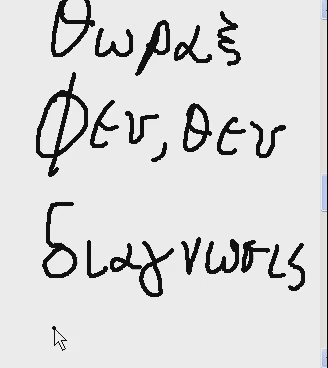 θωραξ
φευ, θευ
διαγνωσις